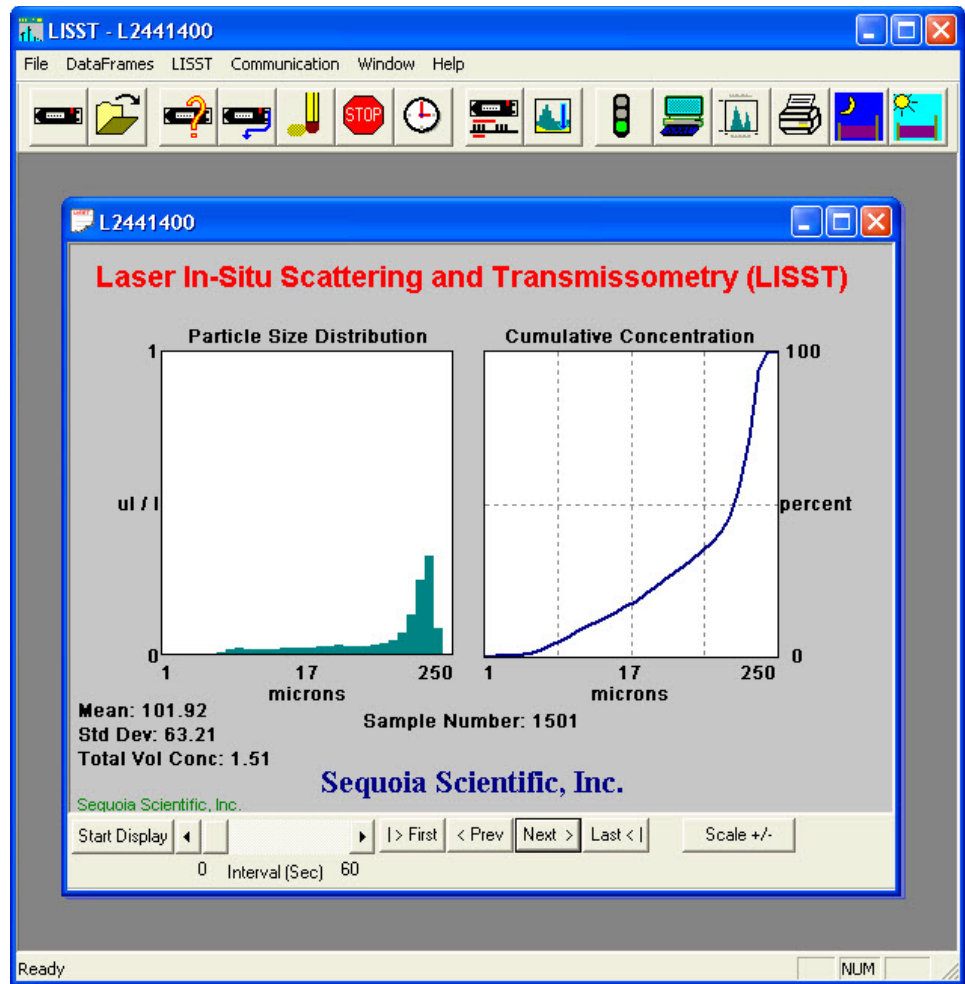 LISST - L2441400
File DataFrames LISST Communication Window Help
STOP
L2441400
Laser In-Situ Scattering and Transmissometry (LISST)
Particle Size Distribution Cumulative Concentration
1 100
ul / l percent
0 0
1 17 250 1 17 250
microns microns
Mean: 101.92
Sample Number: 1501
Std Dev: 63.21
Total Vol Conc: 1.51
Sequoia Scientific, Inc.
Sequoia Scientific, Inc.
Start Display |> First < Prev Next > Last <| Scale +/-
0 Interval (Sec) 60
Ready NUM